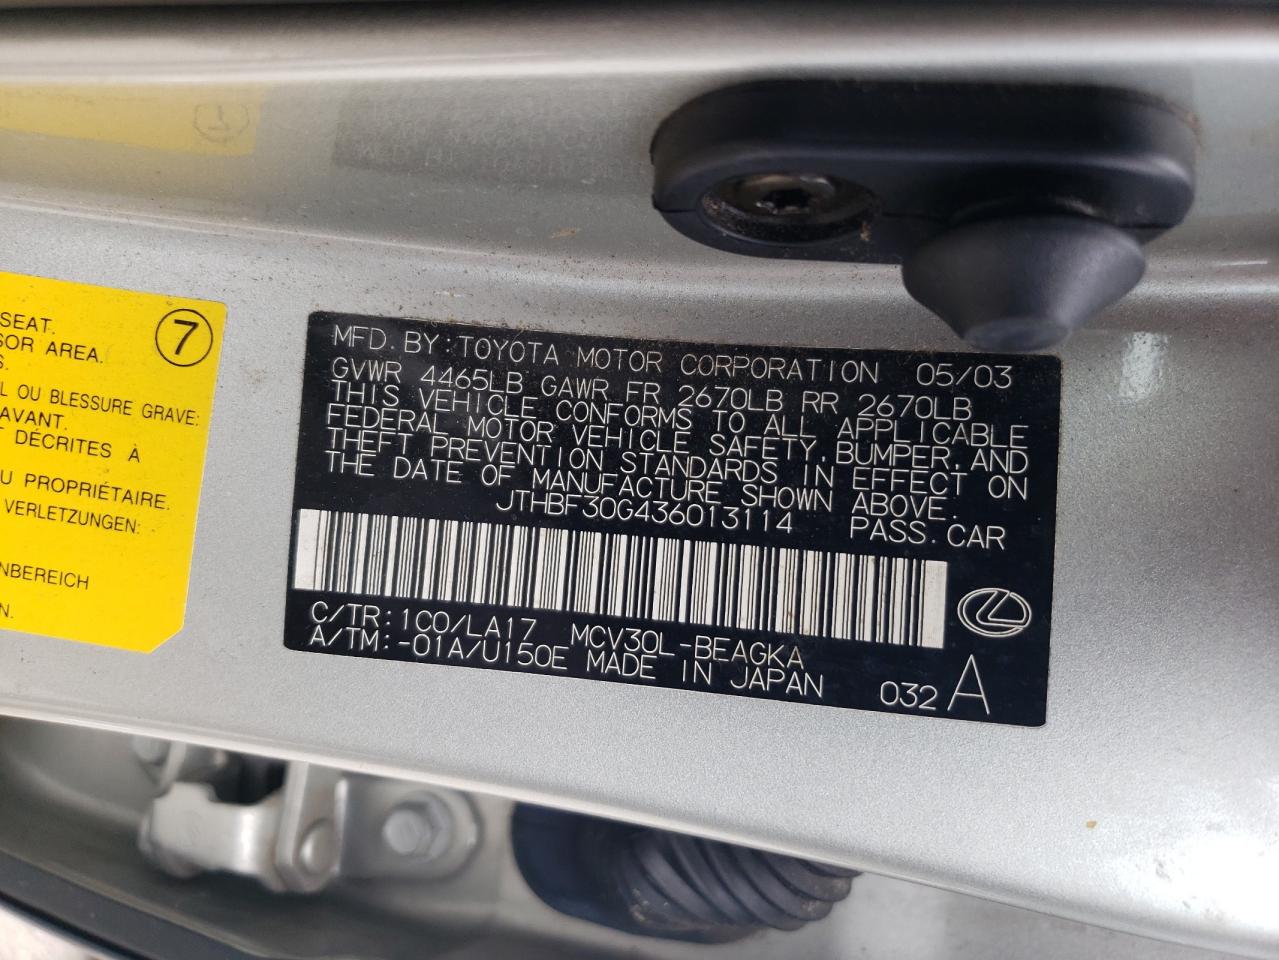 SEAT.
SOR AREA.
S.
L OU BLESSURE GRAVE:
AVANT.
T DÉCRITES À
U PROPRIÉTAIRE.
VERLETZUNGEN:
NBEREICH
N.
7
MFD. BY: TOYOTA MOTOR CORPORATION 05/03
GVWR 4465LB GAWR FR 2670LB RR 2670LB
THIS VEHICLE CONFORMS TO ALL APPLICABLE
FEDERAL MOTOR VEHICLE SAFETY, BUMPER, AND
THEFT PREVENTION STANDARDS IN EFFECT ON
THE DATE OF MANUFACTURE SHOWN ABOVE.
JTHBF30G436013114 PASS. CAR
C/TR: 1C0/LA17 MCV30L-BEAGKA
A/TM:-01A/U150E MADE IN JAPAN
032 A